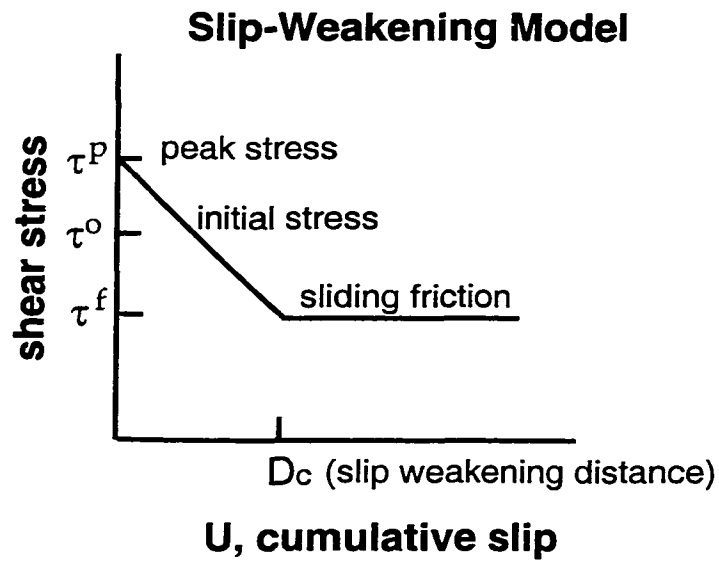 Slip-Weakening Model
shear stress
τᵖ peak stress
τᵒ initial stress
τᶠ sliding friction
Dc (slip weakening distance)
U, cumulative slip